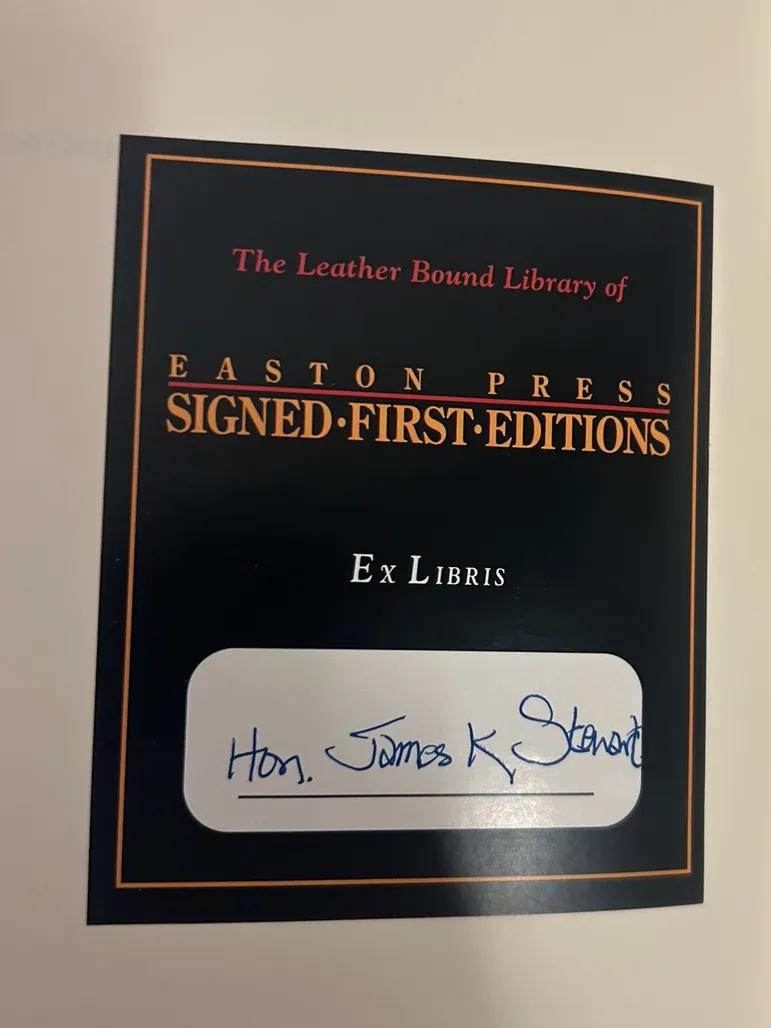 The Leather Bound Library of
EASTON PRESS
SIGNED·FIRST·EDITIONS
EX LIBRIS
Hon. James K. Stewart